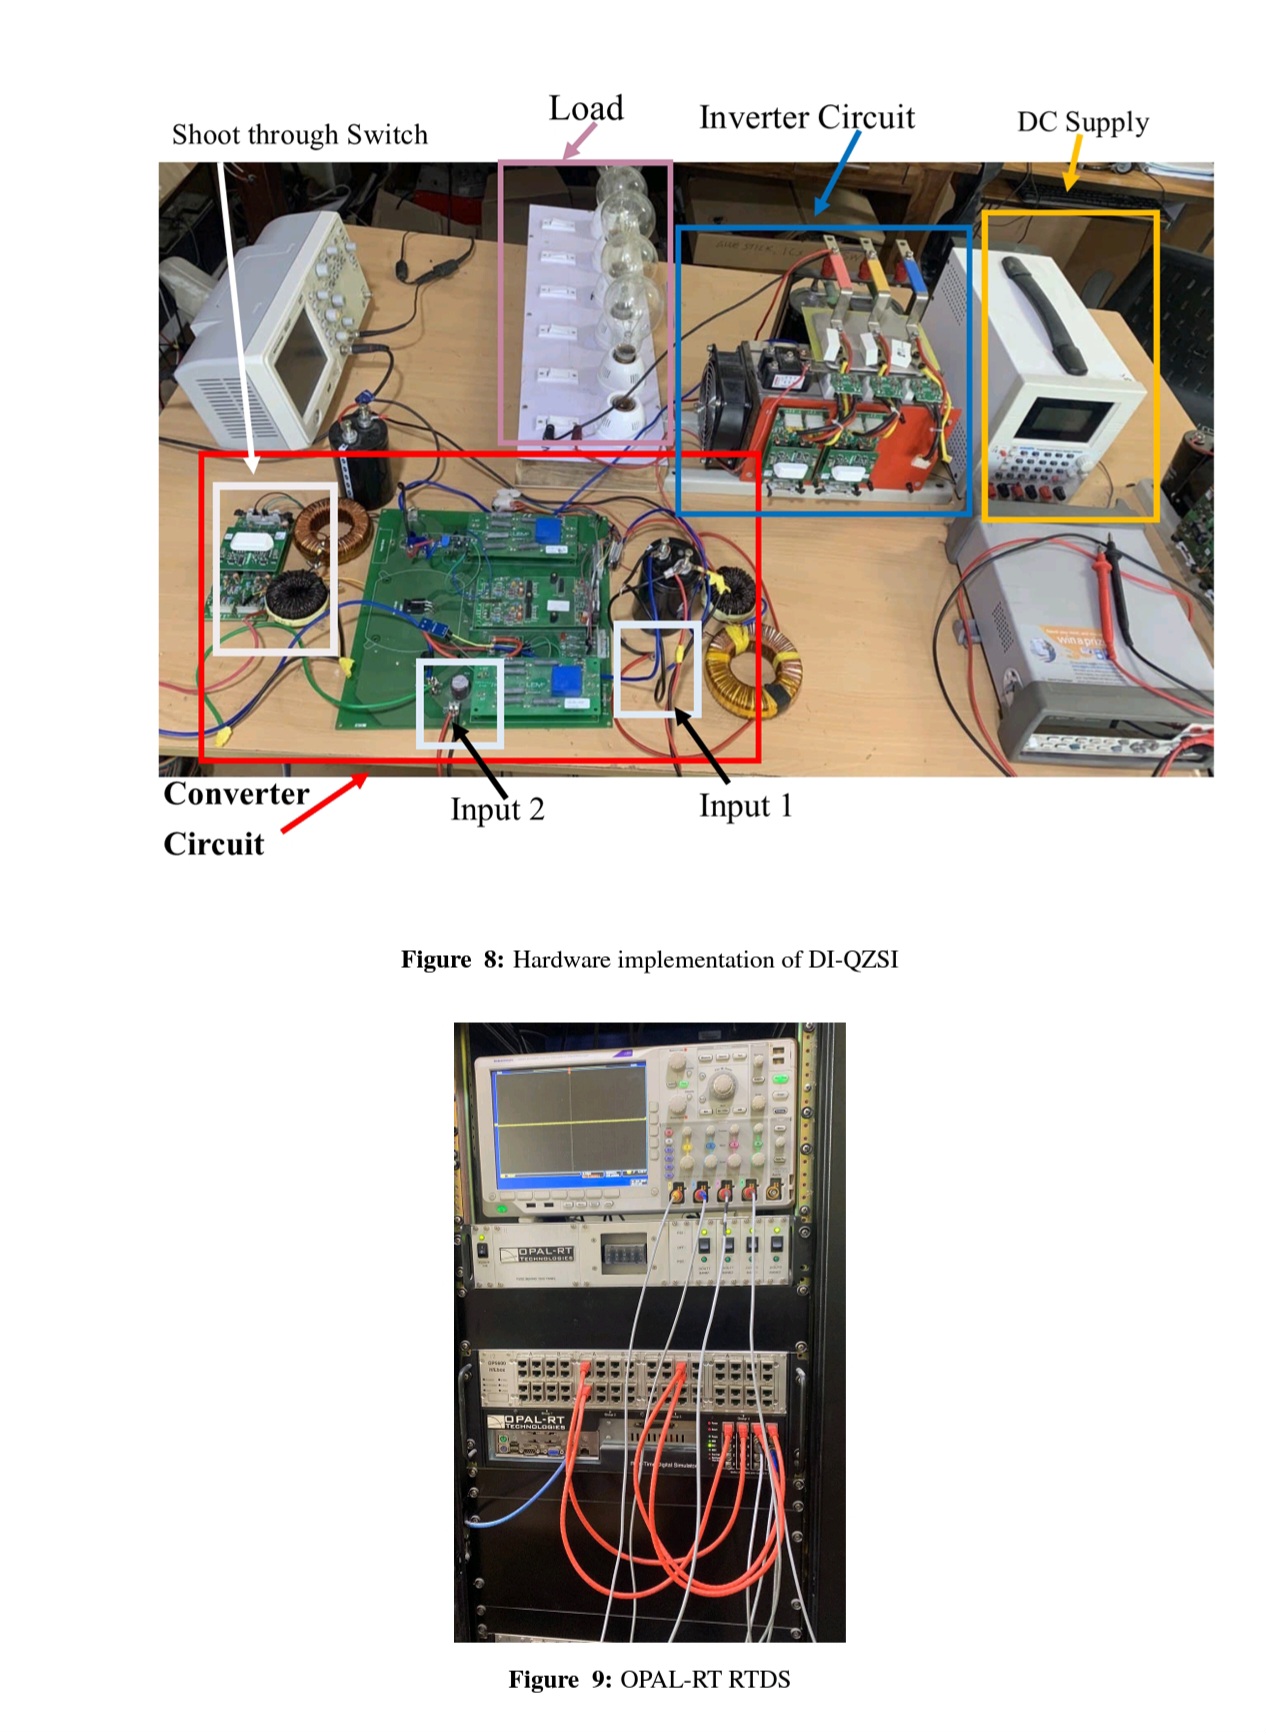 Load
Inverter Circuit
DC Supply
Shoot through Switch
Converter
Circuit
Input 2
Input 1
Figure 8: Hardware implementation of DI-QZSI
OPAL-RT
TECHNOLOGIES
OPAL-RT
TECHNOLOGIES
Figure 9: OPAL-RT RTDS